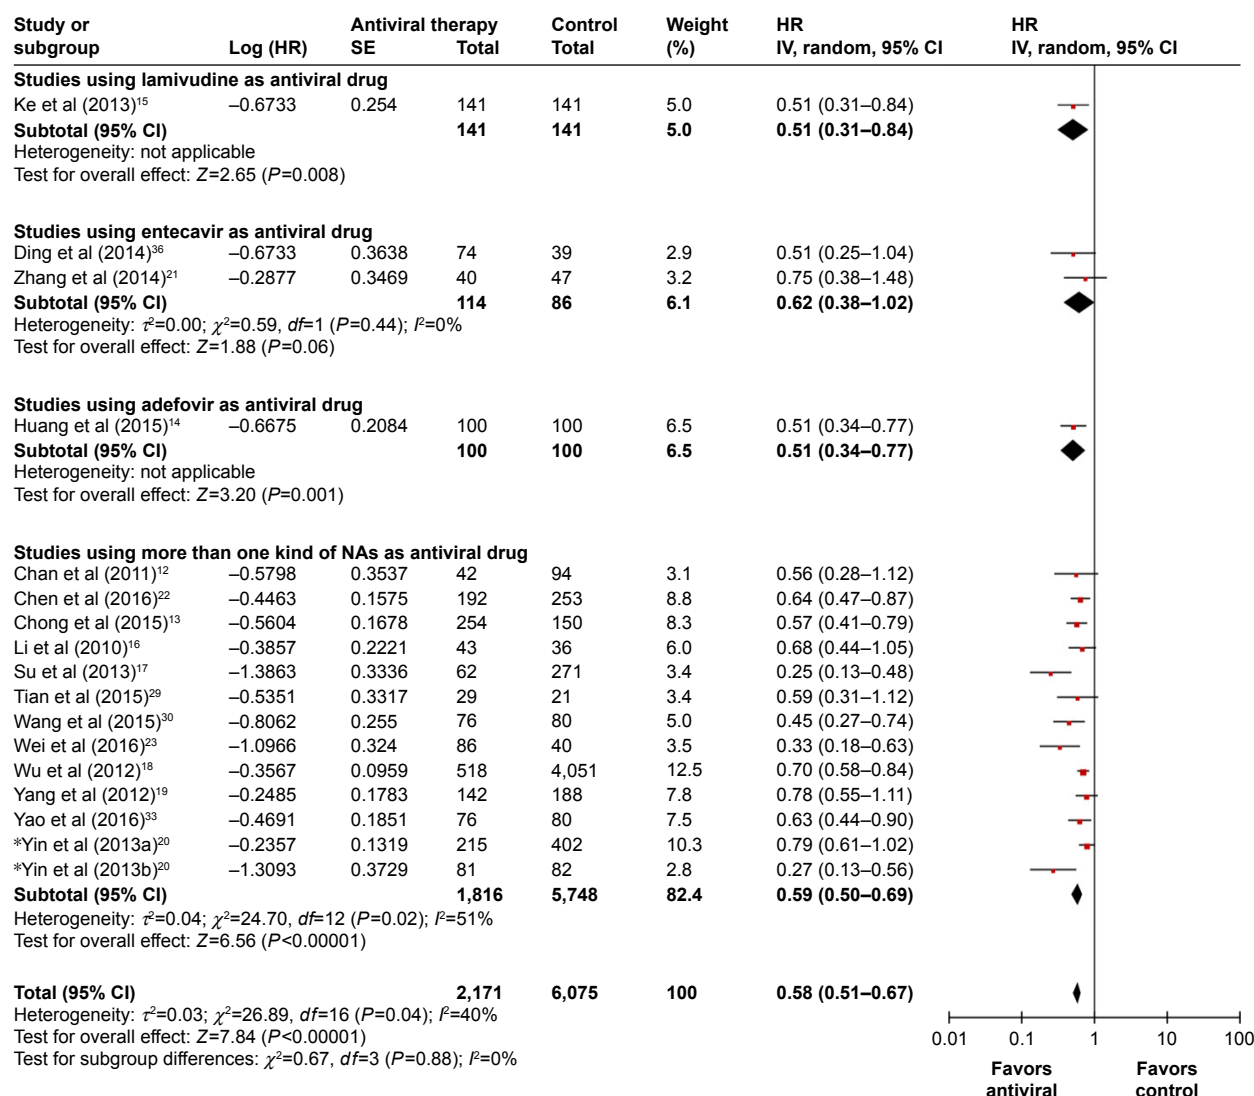 Study or subgroup Log (HR) Antiviral therapy SE Total Control Total Weight (%) HR IV, random, 95% CI HR IV, random, 95% CI
Studies using lamivudine as antiviral drug
Ke et al (2013)15 –0.6733 0.254 141 141 5.0 0.51 (0.31–0.84)
Subtotal (95% CI) 141 141 5.0 0.51 (0.31–0.84)
Heterogeneity: not applicable
Test for overall effect: Z=2.65 (P=0.008)
Studies using entecavir as antiviral drug
Ding et al (2014)36 –0.6733 0.3638 74 39 2.9 0.51 (0.25–1.04)
Zhang et al (2014)21 –0.2877 0.3469 40 47 3.2 0.75 (0.38–1.48)
Subtotal (95% CI) 114 86 6.1 0.62 (0.38–1.02)
Heterogeneity: τ2=0.00; χ2=0.59, df=1 (P=0.44); I2=0%
Test for overall effect: Z=1.88 (P=0.06)
Studies using adefovir as antiviral drug
Huang et al (2015)14 –0.6675 0.2084 100 100 6.5 0.51 (0.34–0.77)
Subtotal (95% CI) 100 100 6.5 0.51 (0.34–0.77)
Heterogeneity: not applicable
Test for overall effect: Z=3.20 (P=0.001)
Studies using more than one kind of NAs as antiviral drug
Chan et al (2011)12 –0.5798 0.3537 42 94 3.1 0.56 (0.28–1.12)
Chen et al (2016)22 –0.4463 0.1575 192 253 8.8 0.64 (0.47–0.87)
Chong et al (2015)13 –0.5604 0.1678 254 150 8.3 0.57 (0.41–0.79)
Li et al (2010)16 –0.3857 0.2221 43 36 6.0 0.68 (0.44–1.05)
Su et al (2013)17 –1.3863 0.3336 62 271 3.4 0.25 (0.13–0.48)
Tian et al (2015)29 –0.5351 0.3317 29 21 3.4 0.59 (0.31–1.12)
Wang et al (2015)30 –0.8062 0.255 76 80 5.0 0.45 (0.27–0.74)
Wei et al (2016)23 –1.0966 0.324 86 40 3.5 0.33 (0.18–0.63)
Wu et al (2012)18 –0.3567 0.0959 518 4,051 12.5 0.70 (0.58–0.84)
Yang et al (2012)19 –0.2485 0.1783 142 188 7.8 0.78 (0.55–1.11)
Yao et al (2016)33 –0.4691 0.1851 76 80 7.5 0.63 (0.44–0.90)
*Yin et al (2013a)20 –0.2357 0.1319 215 402 10.3 0.79 (0.61–1.02)
*Yin et al (2013b)20 –1.3093 0.3729 81 82 2.8 0.27 (0.13–0.56)
Subtotal (95% CI) 1,816 5,748 82.4 0.59 (0.50–0.69)
Heterogeneity: τ2=0.04; χ2=24.70, df=12 (P=0.02); I2=51%
Test for overall effect: Z=6.56 (P<0.00001)
Total (95% CI) 2,171 6,075 100 0.58 (0.51–0.67)
Heterogeneity: τ2=0.03; χ2=26.89, df=16 (P=0.04); I2=40%
Test for overall effect: Z=7.84 (P<0.00001)
Test for subgroup differences: χ2=0.67, df=3 (P=0.88); I2=0%
0.01 0.1 1 10 100
Favors antiviral Favors control